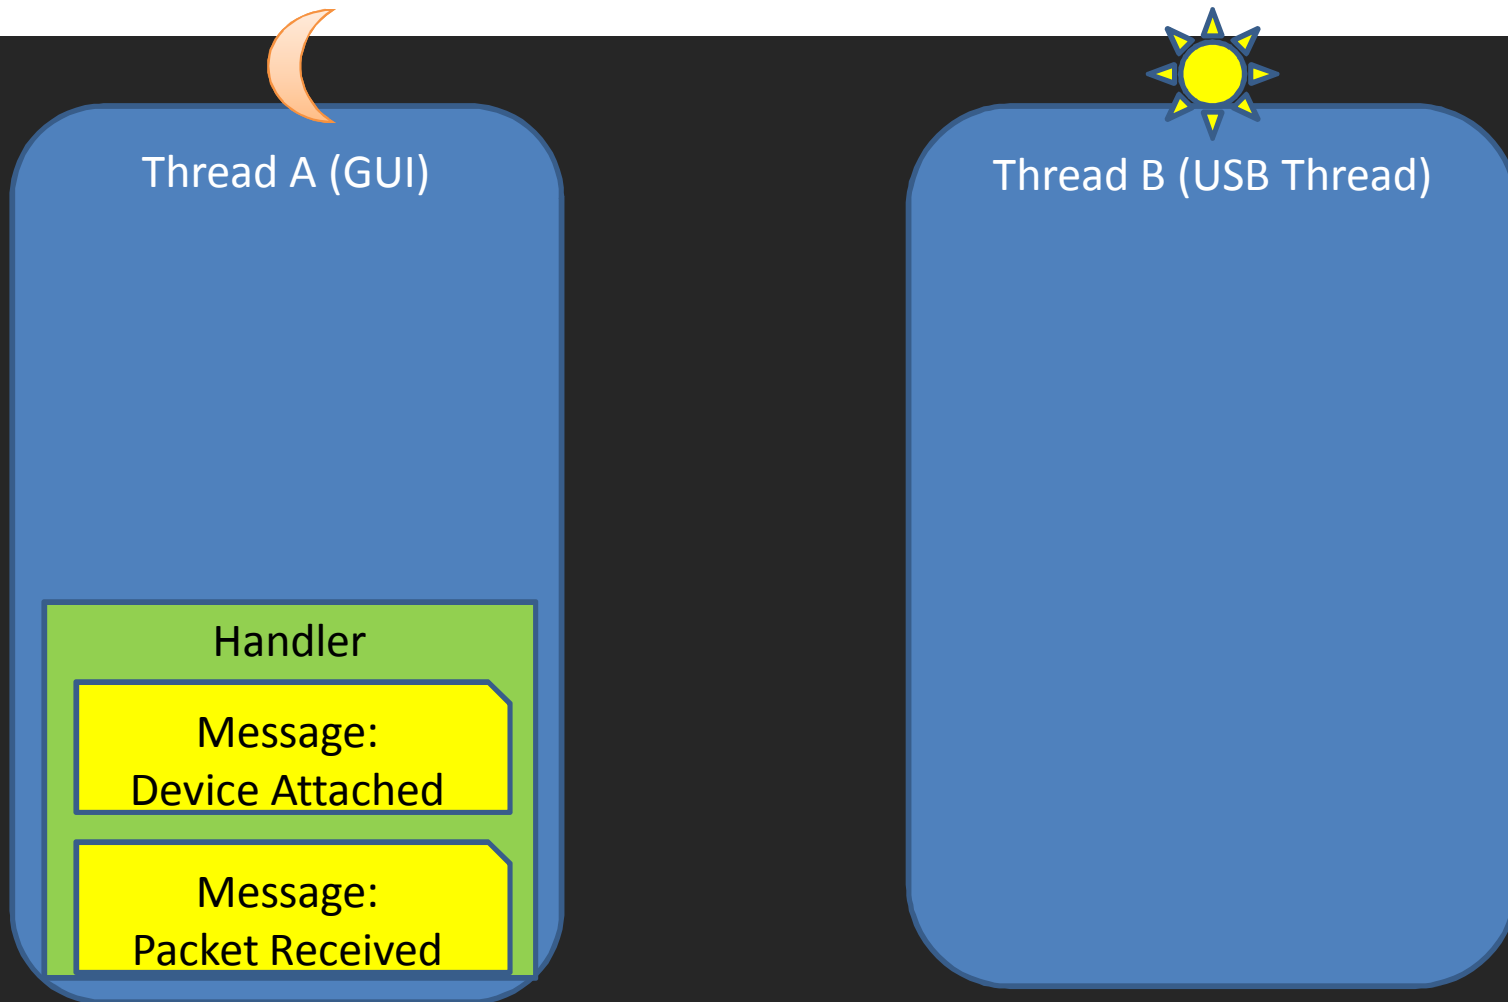 Thread A (GUI)
Thread B (USB Thread)
Handler
Message:
Device Attached
Message:
Packet Received